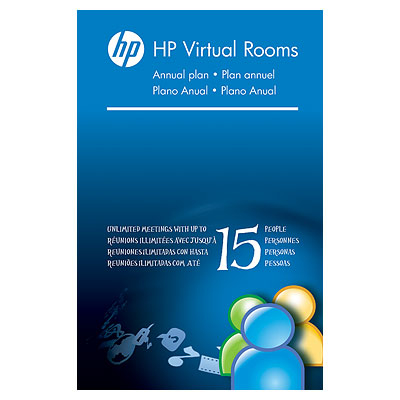 hp HP Virtual Rooms
Annual plan • Plan annuel
Plano Anual • Plano Anual
UNLIMITED MEETINGS WITH UP TO
RÉUNIONS ILLIMITÉES AVEC JUSQU'À
REUNIONES ILIMITADAS CON HASTA
REUNIÕES ILIMITADAS COM ATÉ
15
PEOPLE
PERSONNES
PERSONAS
PESSOAS